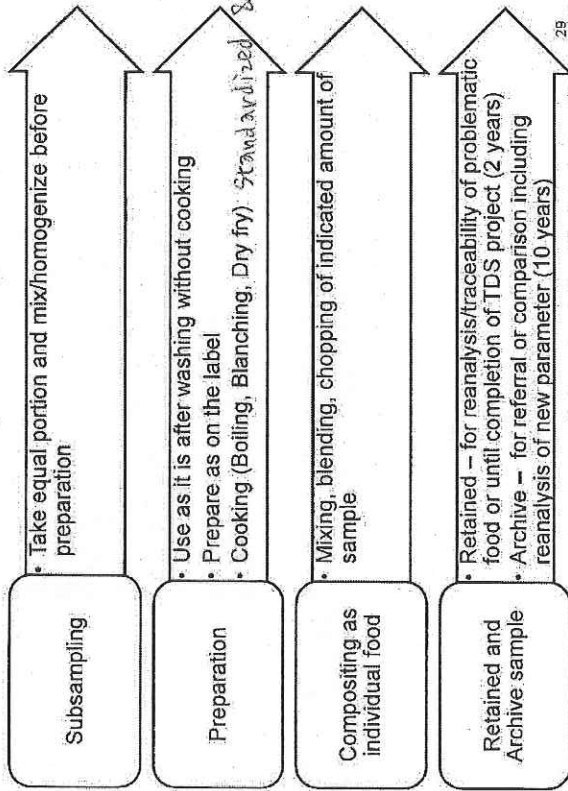 Subsampling
• Take equal portion and mix/homogenize before
preparation
Preparation
• Use as it is after washing without cooking
• Prepare as on the label
• Cooking (Boiling, Blanching, Dry fry) Standardized &
Compositing as
individual food
• Mixing, blending, chopping of indicated amount of
sample
Retained and
Archive sample
• Retained – for reanalysis/traceability of problematic
food or until completion of TDS project (2 years)
• Archive – for referral or comparison including
reanalysis of new parameter (10 years)
29